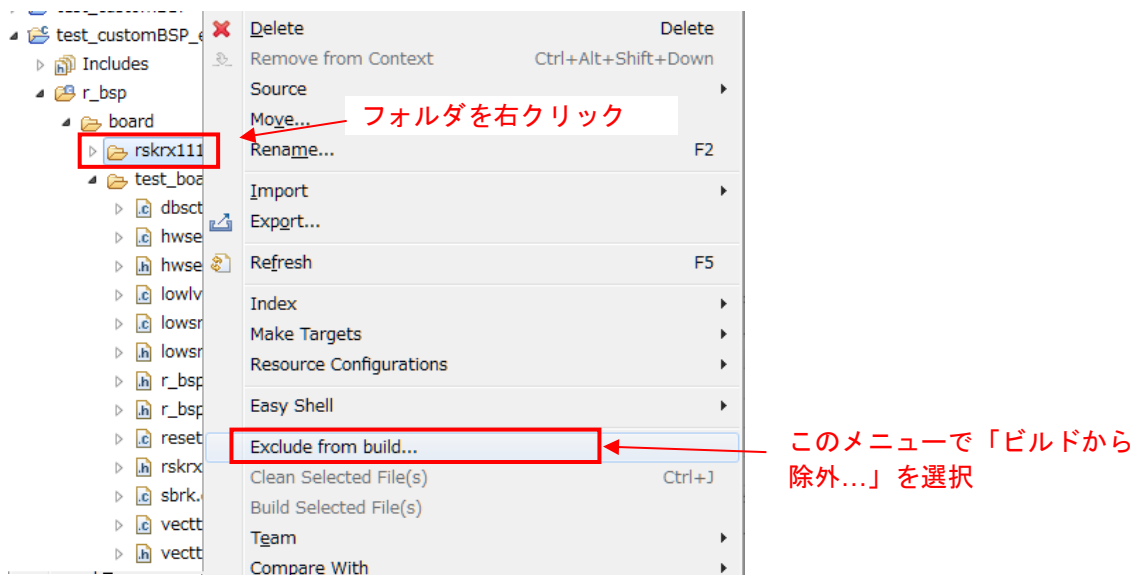 test_customBSP_e
Includes
r_bsp
board
rskrx111
test_boa
dbsct
hwse
hwse
lowlv
lowsr
lowsr
r_bsp
r_bsp
reset
rskrx
sbrk.
vectt
vectt
Delete Delete
Remove from Context Ctrl+Alt+Shift+Down
Source
Move...
Rename... F2
Import
Export...
Refresh F5
Index
Make Targets
Resource Configurations
Easy Shell
Exclude from build...
Clean Selected File(s) Ctrl+J
Build Selected File(s)
Team
Compare With
フォルダを右クリック
このメニューで「ビルドから
除外...」を選択